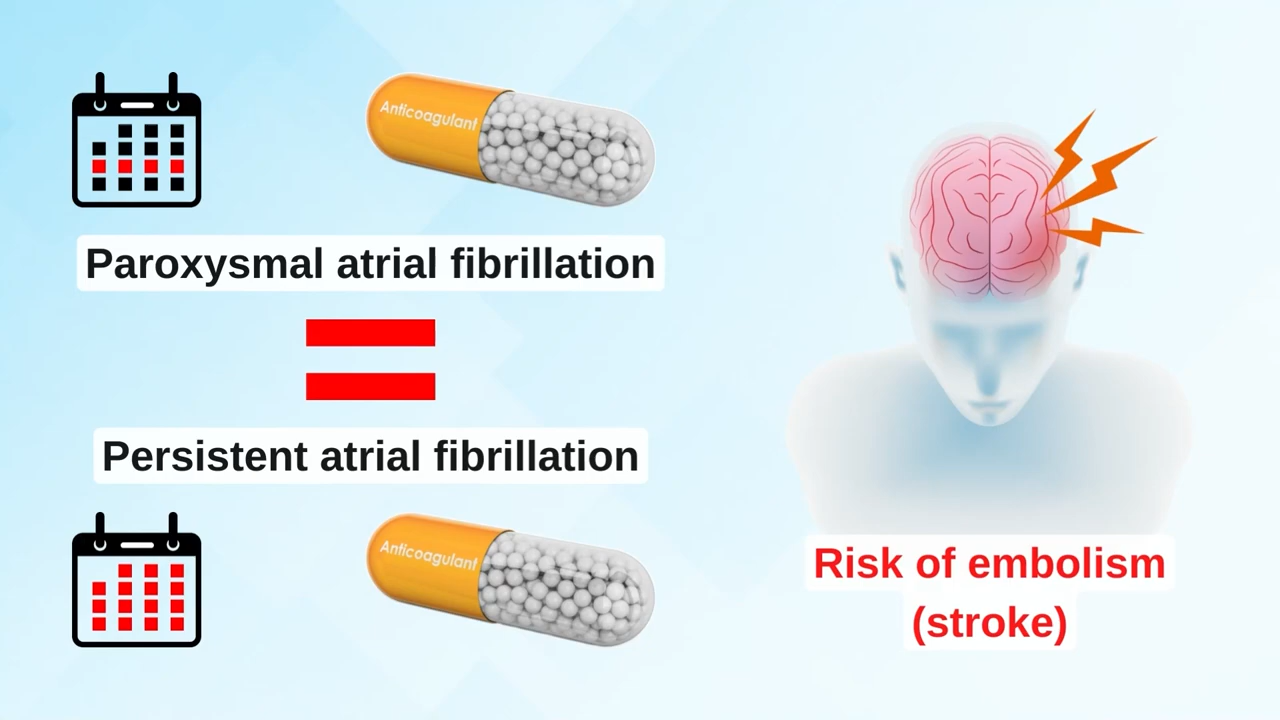 Anticoagulant
Paroxysmal atrial fibrillation
Persistent atrial fibrillation
Anticoagulant
Risk of embolism
(stroke)